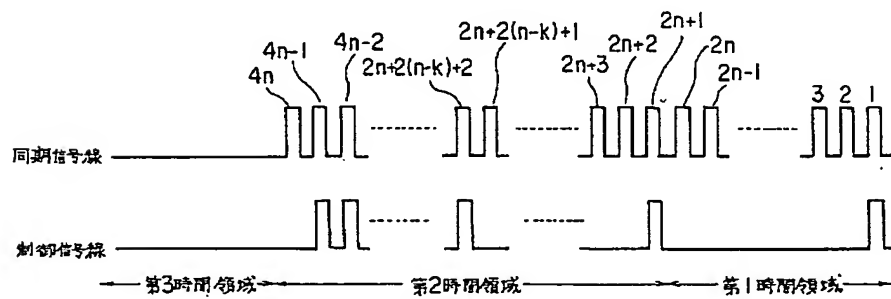 2n+2(n-k)+1
2n+1
4n-1
4n-2
2n+2(n-k)+2
2n+2
2n
4n
2n+3
2n-1
3 2 1
同期信号線
制御信号線
第3時間領域
第2時間領域
第1時間領域